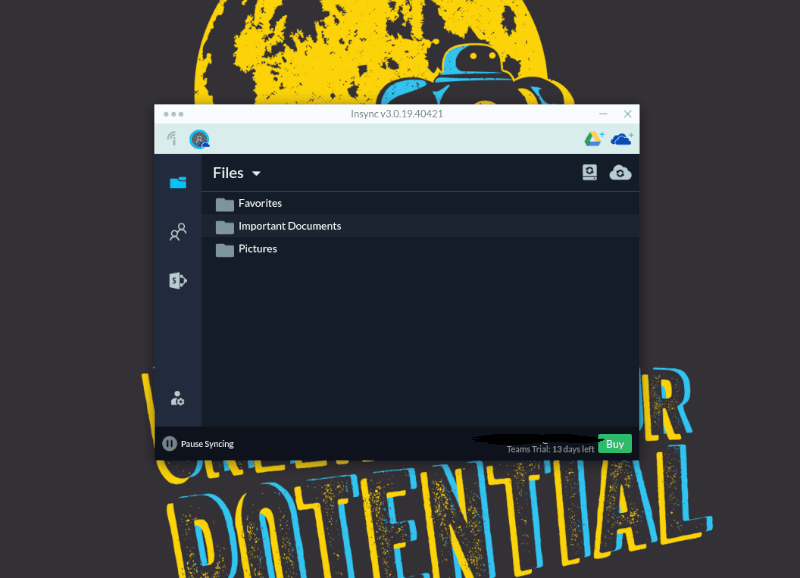 Insync v3.0.19.40421
Files
Favorites
Important Documents
Pictures
Pause Syncing
Teams Trial: 13 days left
Buy
POTENTIAL